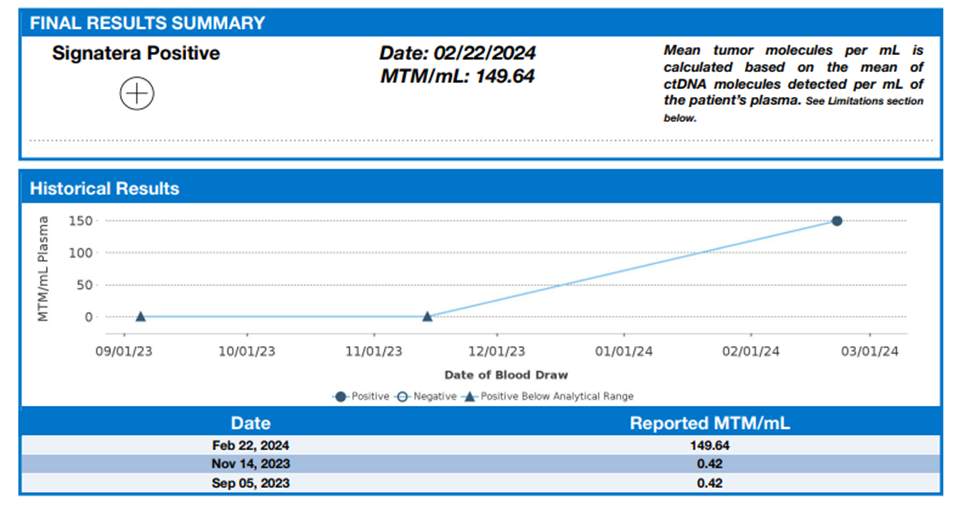 FINAL RESULTS SUMMARY
Signatera Positive
Date: 02/22/2024
MTM/mL: 149.64
Mean tumor molecules per mL is
calculated based on the mean of
ctDNA molecules detected per mL of
the patient's plasma. See Limitations section
below.
Historical Results
MTM/mL Plasma
150
100
50
0
09/01/23 10/01/23 11/01/23 12/01/23 01/01/24 02/01/24 03/01/24
Date of Blood Draw
Positive Negative Positive Below Analytical Range
Date Reported MTM/mL
Feb 22, 2024 149.64
Nov 14, 2023 0.42
Sep 05, 2023 0.42